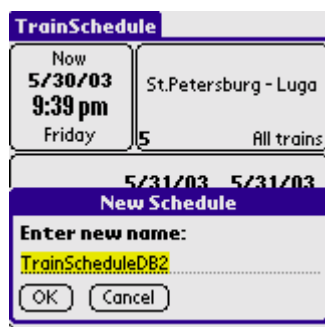 TrainSchedule
Now
5/30/03
9:39 pm
Friday
St.Petersburg - Luga
5 All trains
5/31/03 5/31/03
New Schedule
Enter new name:
TrainScheduleDB2
OK Cancel